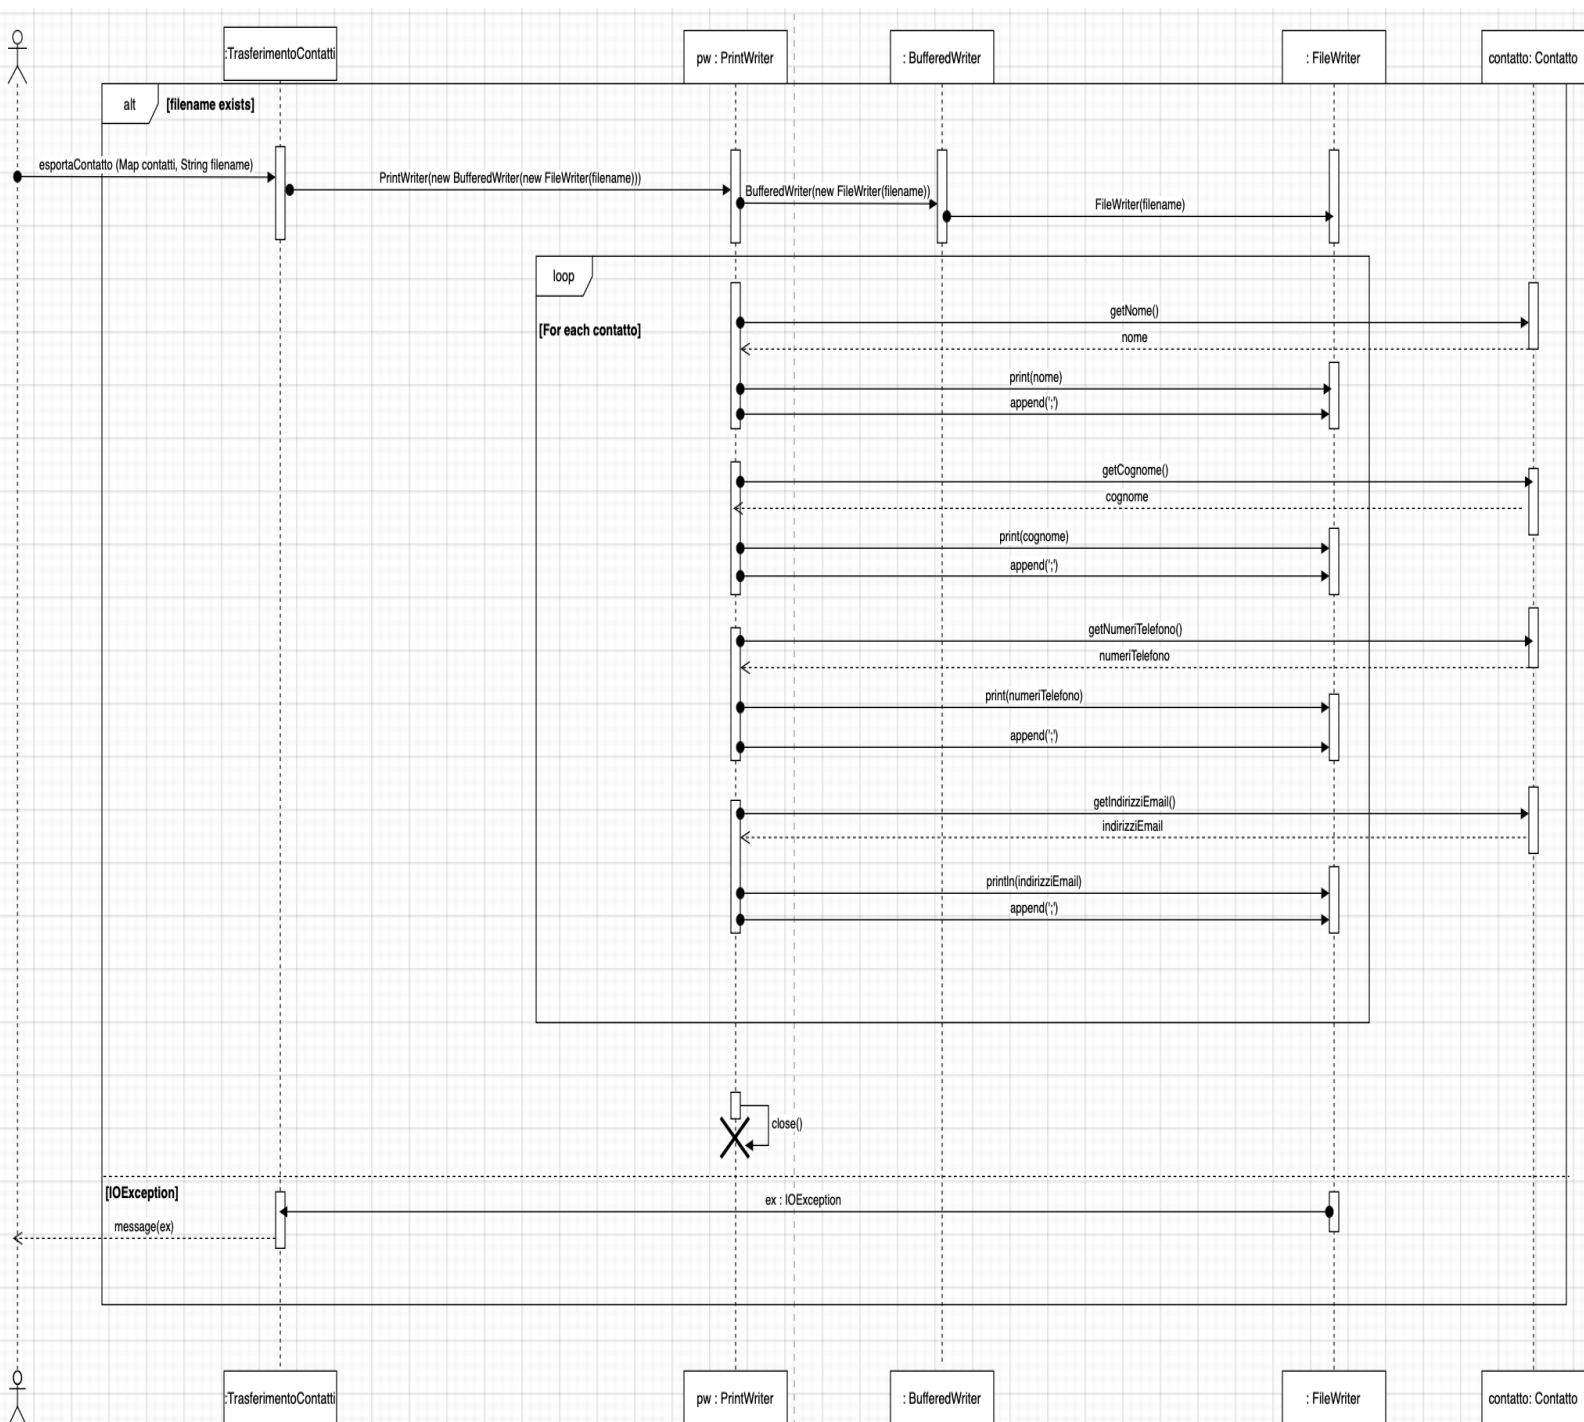 :TrasferimentoContatti
pw : PrintWriter
: BufferedWriter
: FileWriter
contatto: Contatto
alt
[filename exists]
esportaContatto (Map contatti, String filename)
PrintWriter(new BufferedWriter(new FileWriter(filename)))
BufferedWriter(new FileWriter(filename))
FileWriter(filename)
loop
[For each contatto]
getNome()
nome
print(nome)
append(';')
getCognome()
cognome
print(cognome)
append(';')
getNumeriTelefono()
numeriTelefono
print(numeriTelefono)
append(';')
getIndirizziEmail()
indirizziEmail
println(indirizziEmail)
append(';')
close()
[IOException]
ex : IOException
message(ex)
:TrasferimentoContatti
pw : PrintWriter
: BufferedWriter
: FileWriter
contatto: Contatto